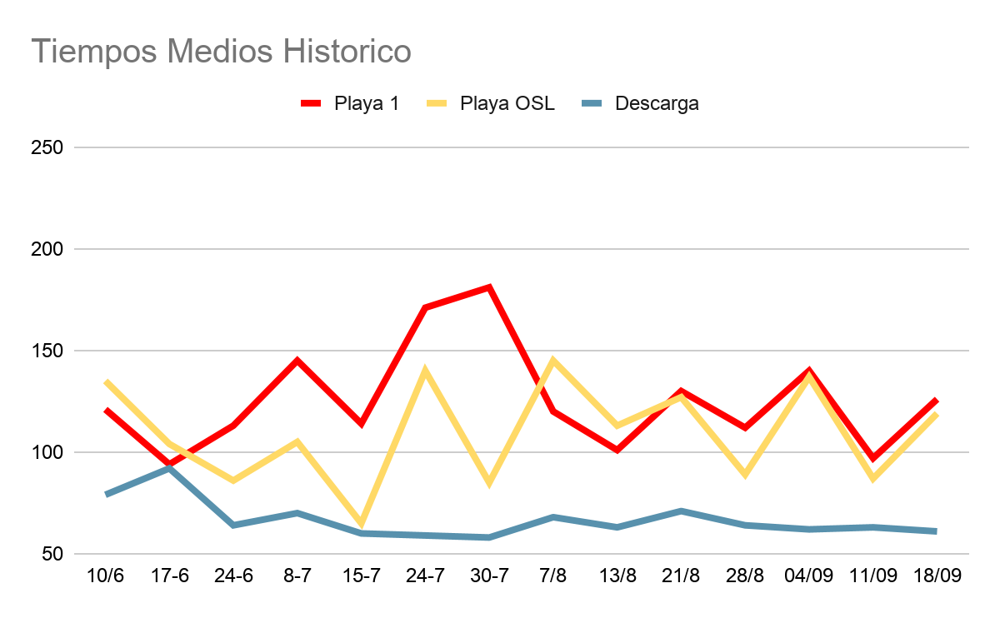 Tiempos Medios Historico
Playa 1 Playa OSL Descarga
250
200
150
100
50
10/6 17-6 24-6 8-7 15-7 24-7 30-7 7/8 13/8 21/8 28/8 04/09 11/09 18/09